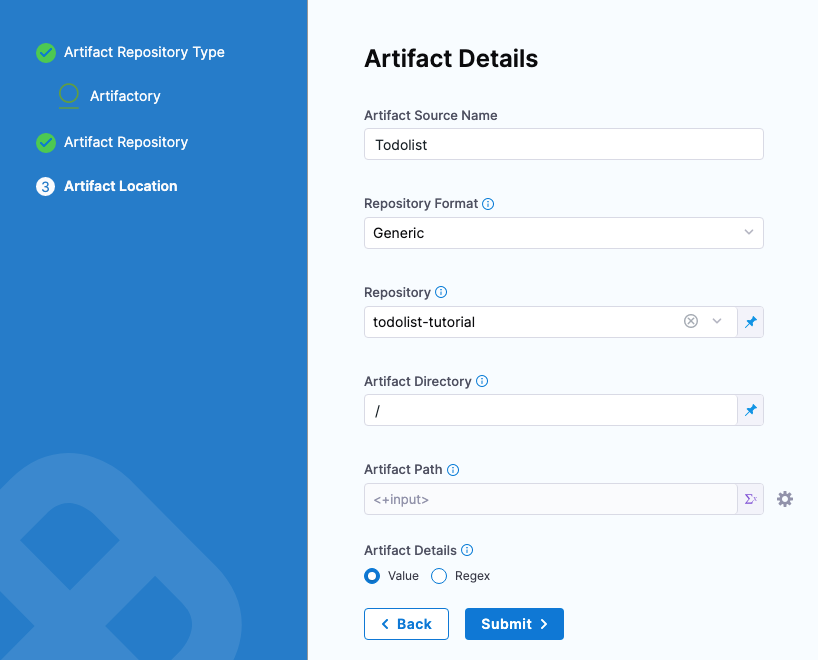 Artifact Repository Type
Artifactory
Artifact Repository
3 Artifact Location
Artifact Details
Artifact Source Name
Todolist
Repository Format
Generic
Repository
todolist-tutorial
Artifact Directory
/
Artifact Path
<+input>
Σx
Artifact Details
Value Regex
Back Submit